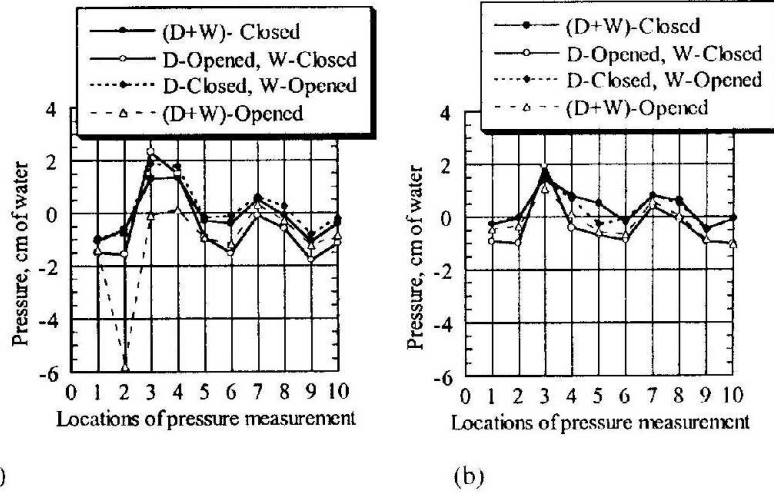 (D+W)- Closed
D-Opened, W-Closed
D-Closed, W-Opened
(D+W)-Opened
4
2
0
-2
-4
-6
Pressure, cm of water
0 1 2 3 4 5 6 7 8 9 10
Locations of pressure measurement
)
(D+W)-Closed
D-Opened, W-Closed
D-Closed, W-Opened
(D+W)-Opened
4
2
0
-2
-4
-6
Pressure, cm of water
0 1 2 3 4 5 6 7 8 9 10
Locations of pressure measurement
(b)